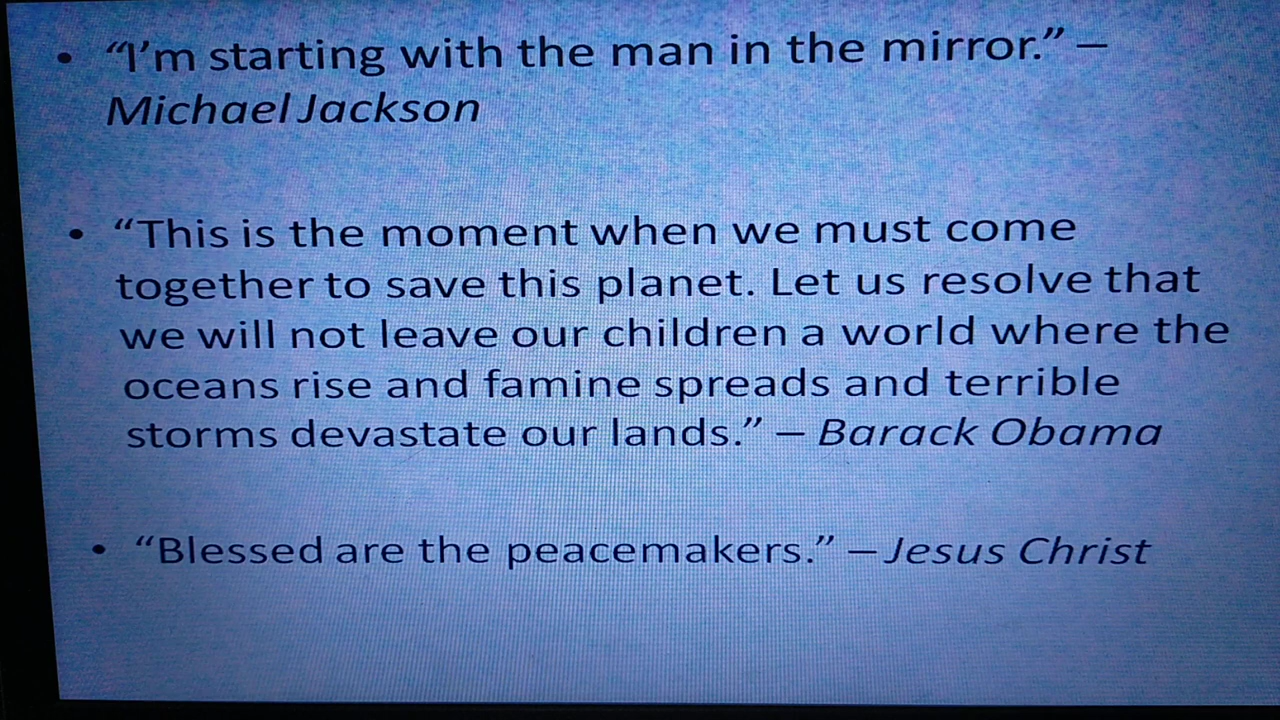 • “I’m starting with the man in the mirror.” –
Michael Jackson
• “This is the moment when we must come
together to save this planet. Let us resolve that
we will not leave our children a world where the
oceans rise and famine spreads and terrible
storms devastate our lands.” – Barack Obama
• “Blessed are the peacemakers.” – Jesus Christ